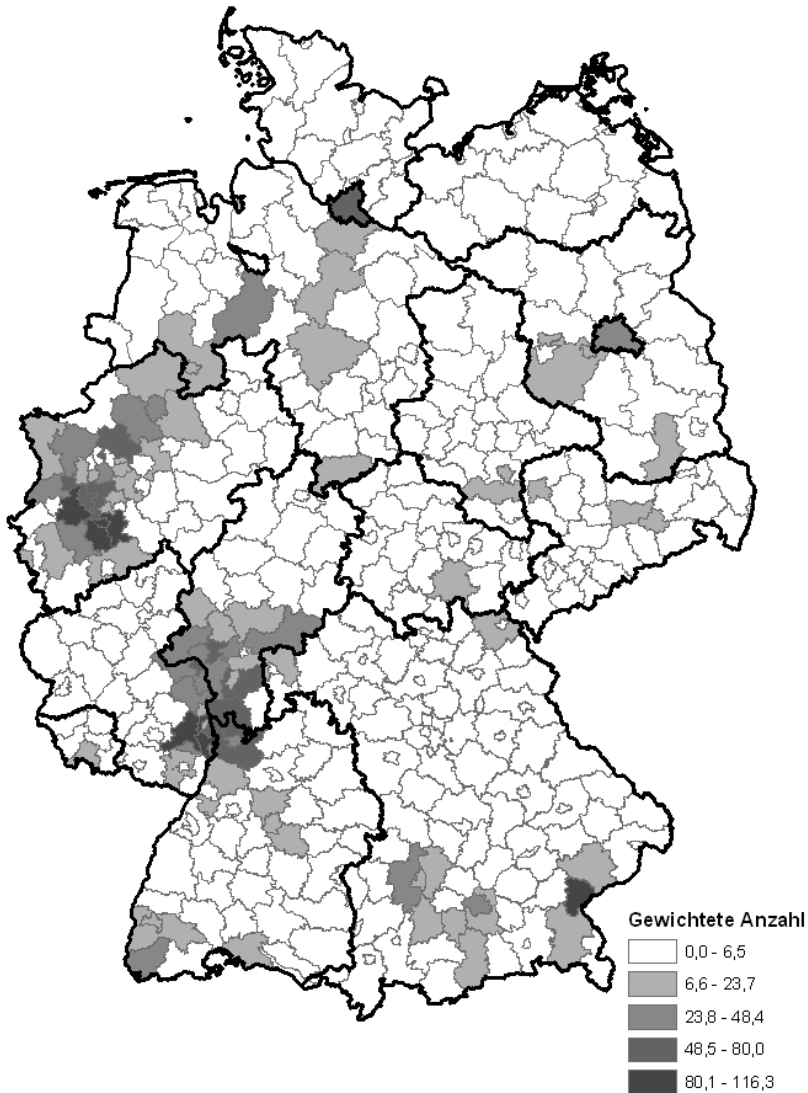 Gewichtete Anzahl
0,0 - 6,5
6,6 - 23,7
23,8 - 48,4
48,5 - 80,0
80,1 - 116,3